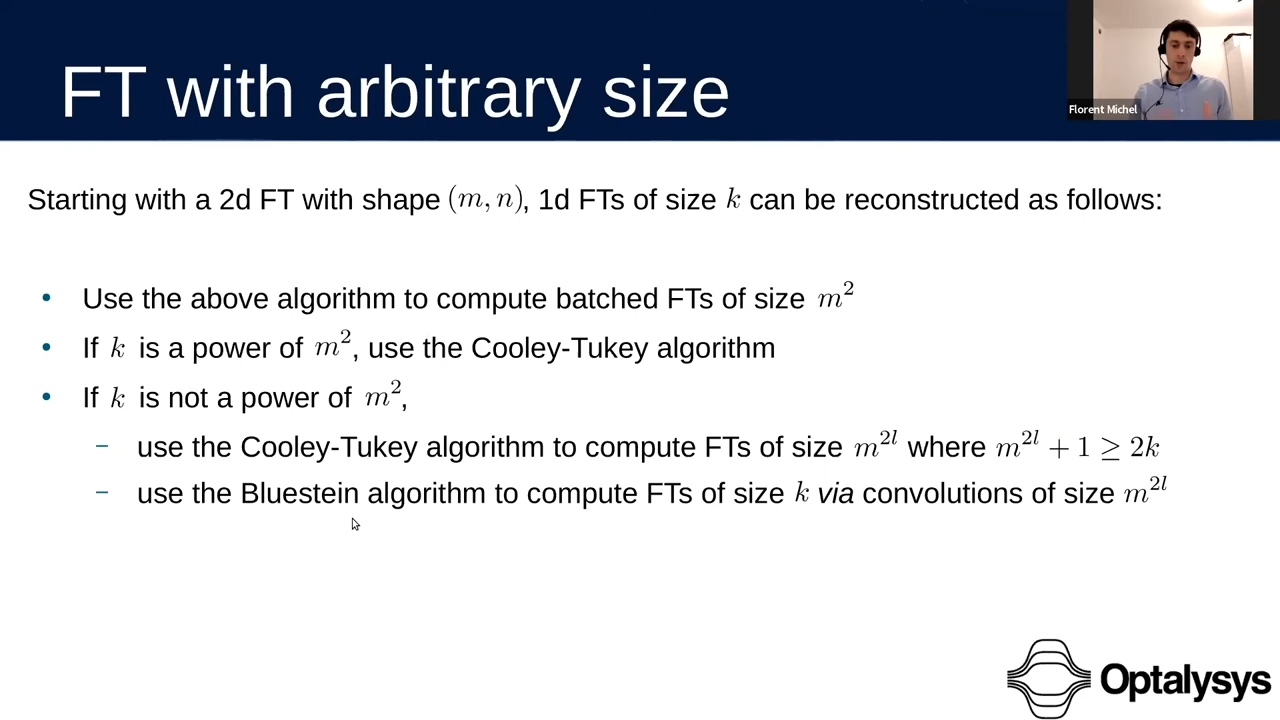 FT with arbitrary size
Florent Michel
Starting with a 2d FT with shape (m, n), 1d FTs of size k can be reconstructed as follows:
• Use the above algorithm to compute batched FTs of size m²
• If k is a power of m², use the Cooley-Tukey algorithm
• If k is not a power of m²,
– use the Cooley-Tukey algorithm to compute FTs of size m²ˡ where m²ˡ + 1 ≥ 2k
– use the Bluestein algorithm to compute FTs of size k via convolutions of size m²ˡ
Optalysys